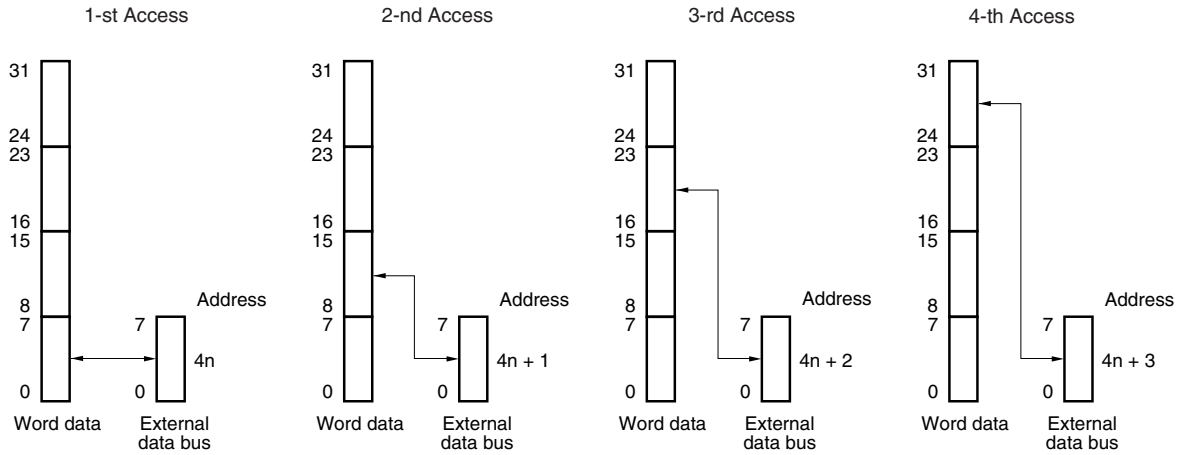 1-st Access
31
24
23
16
15
8
7
0
Address
7
4n
0
Word data
External
data bus
2-nd Access
31
24
23
16
15
8
7
0
Address
7
4n + 1
0
Word data
External
data bus
3-rd Access
31
24
23
16
15
8
7
0
Address
7
4n + 2
0
Word data
External
data bus
4-th Access
31
24
23
16
15
8
7
0
Address
7
4n + 3
0
Word data
External
data bus